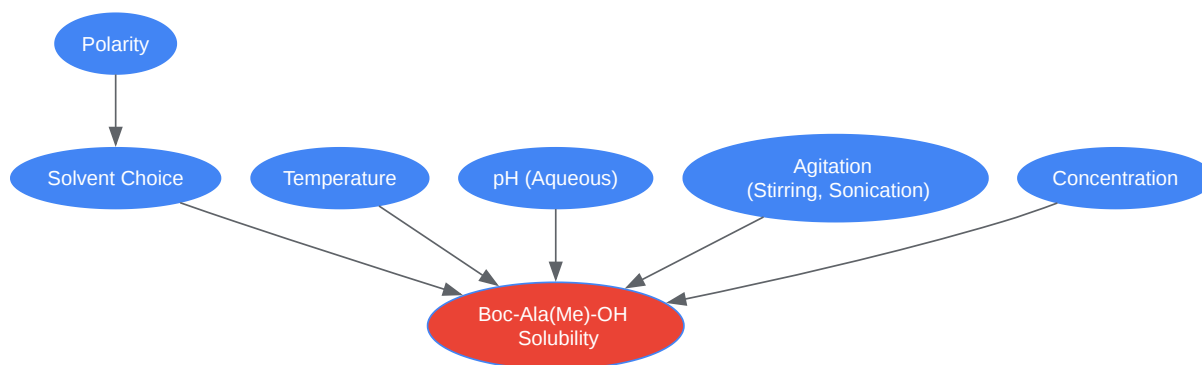 Polarity
Solvent Choice
Temperature
pH (Aqueous)
Agitation
(Stirring, Sonication)
Concentration
Boc-Ala(Me)-OH
Solubility